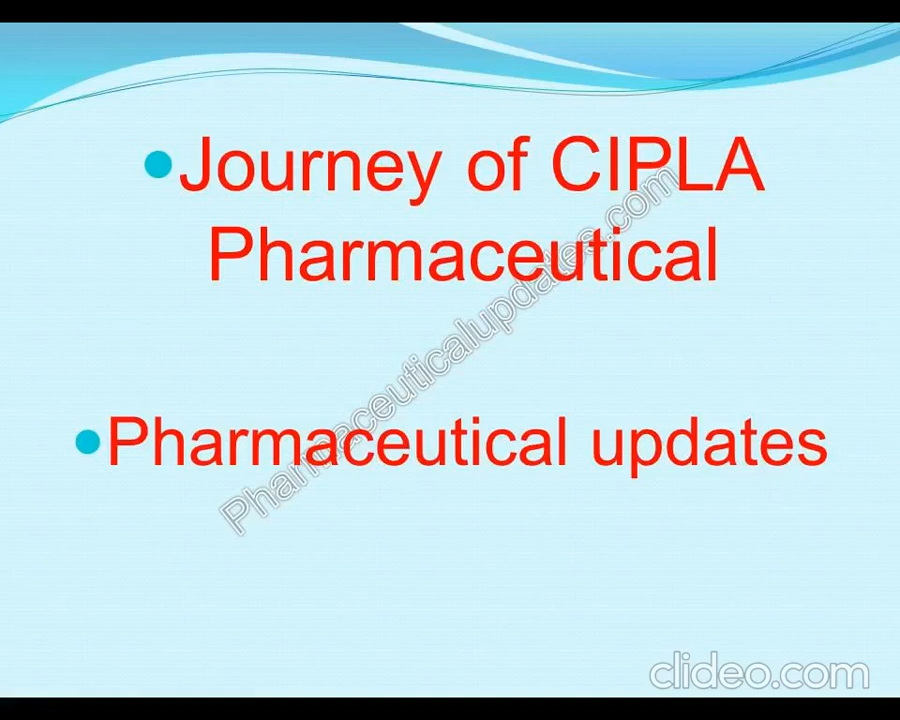 Journey of CIPLA
Pharmaceutical
Pharmaceutical updates
Pharmaceuticalupdates.com
clideo.com